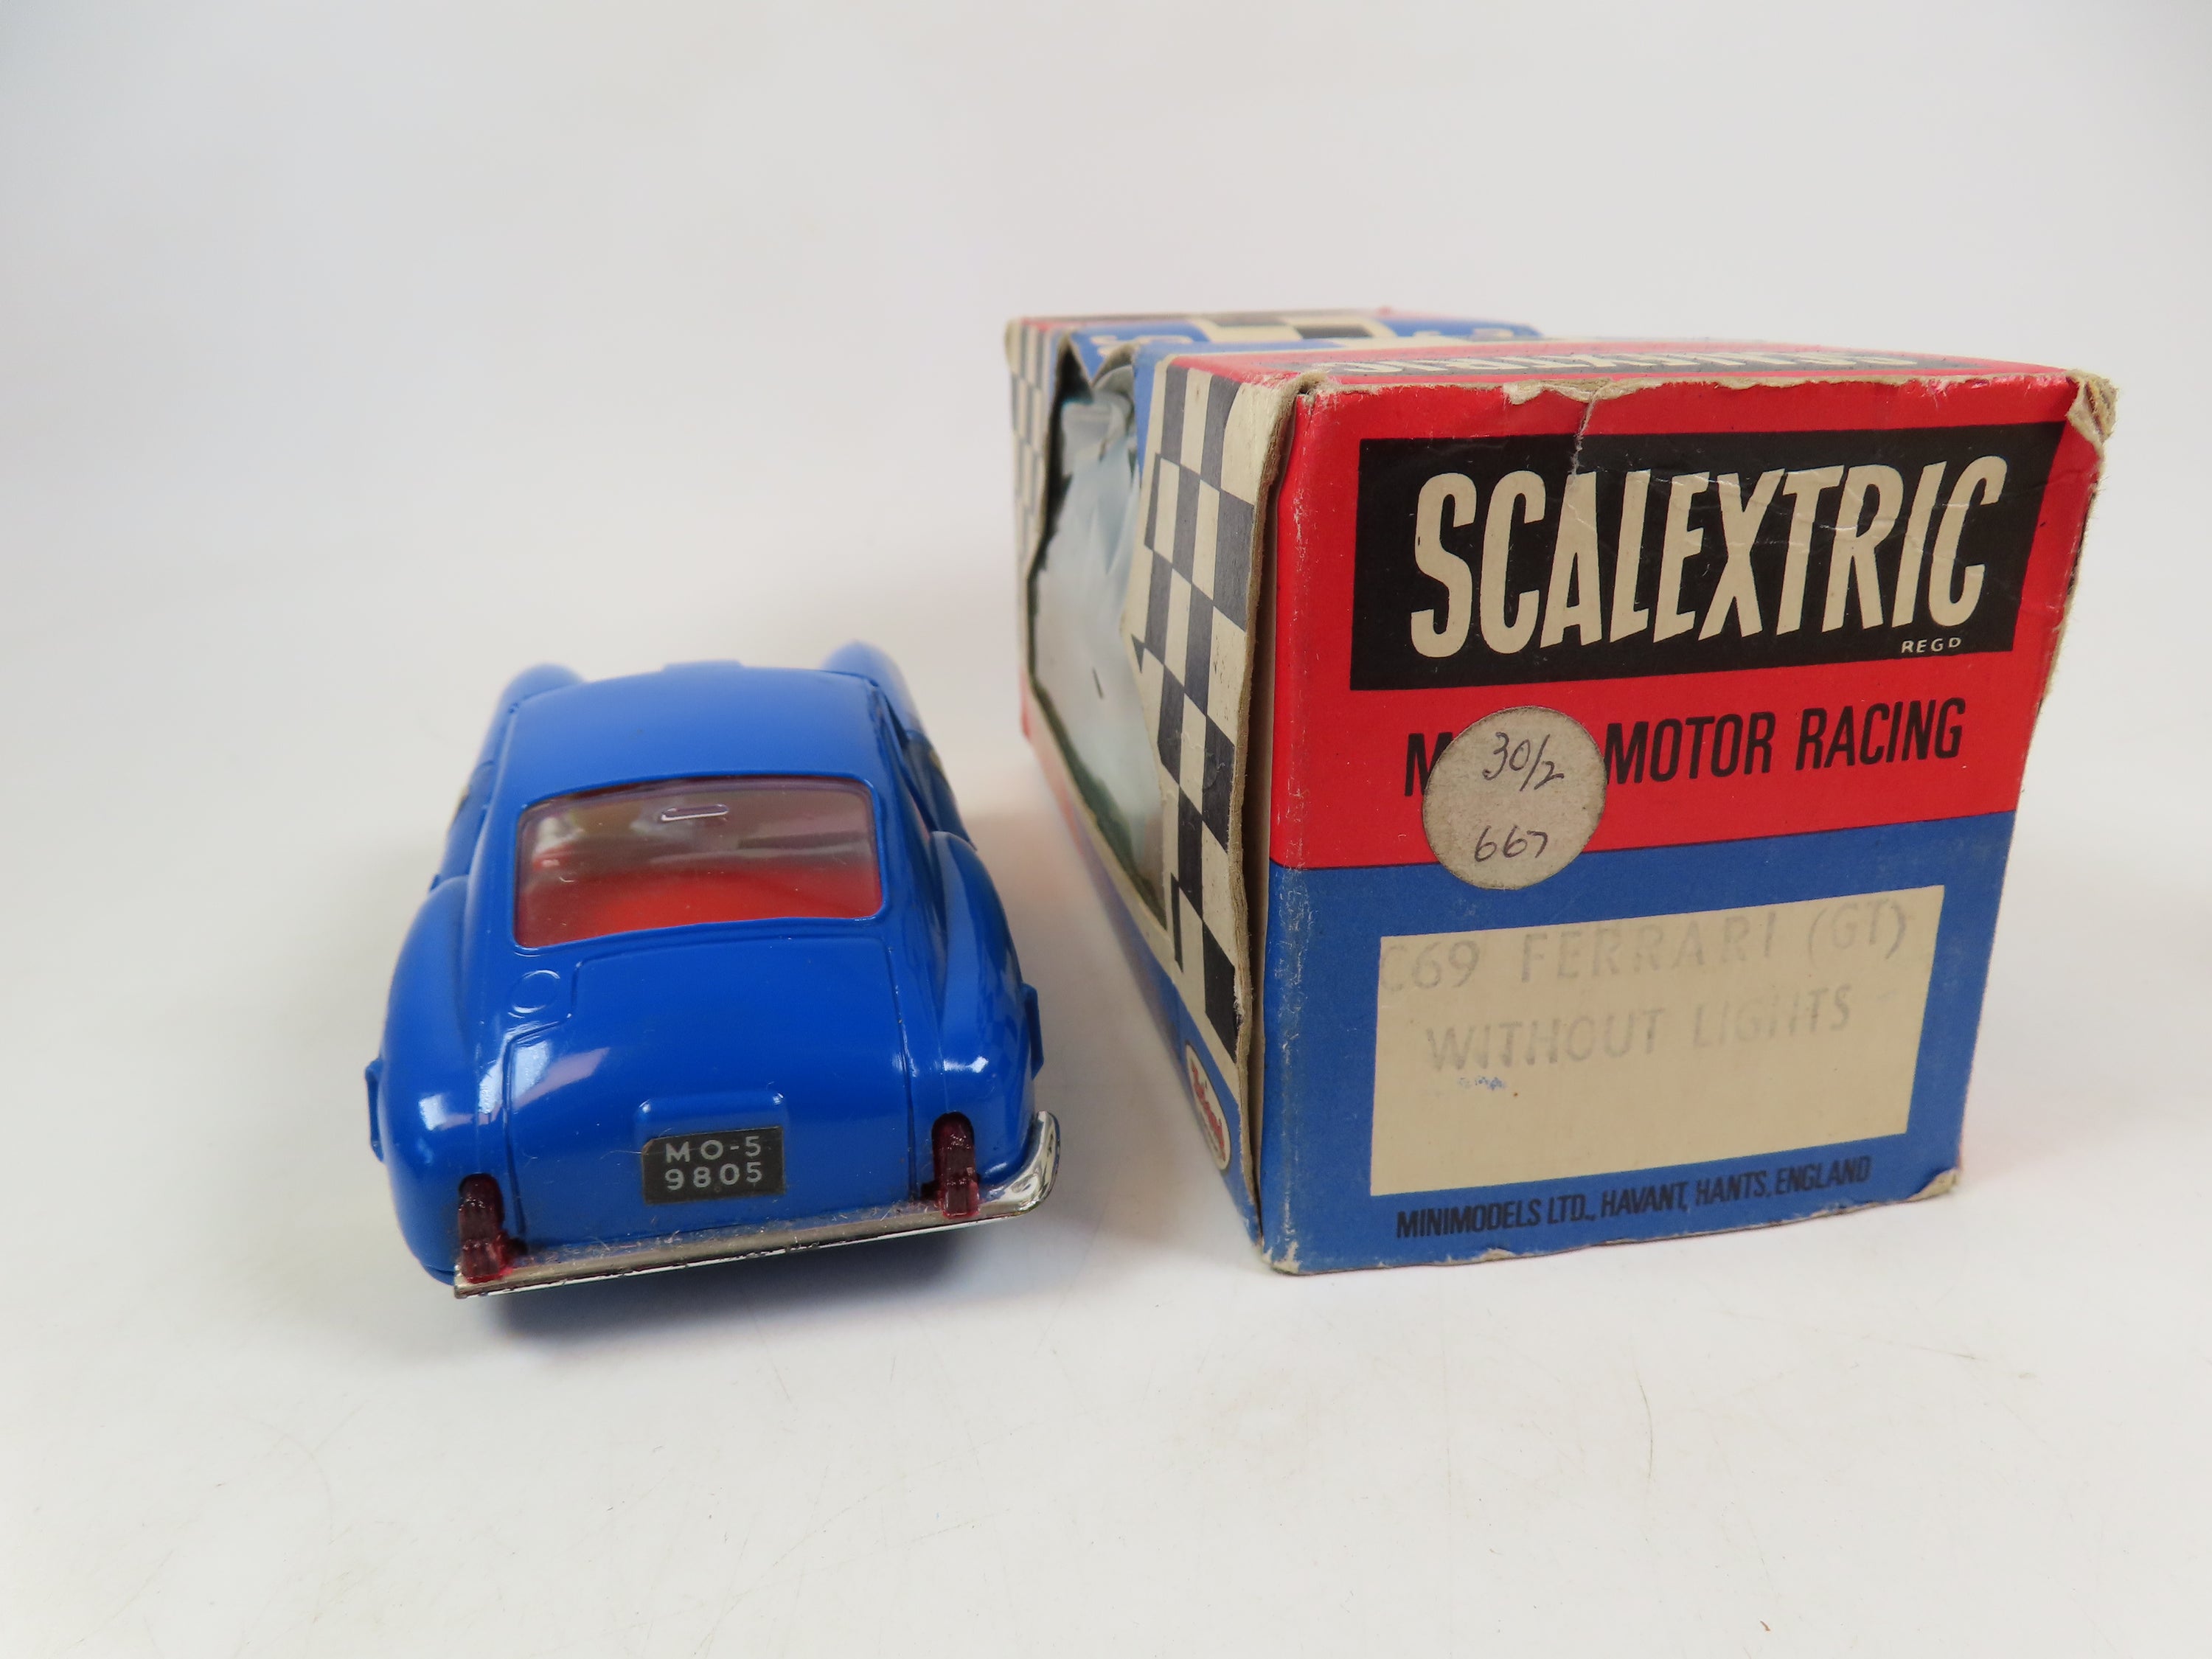 SCALEXTRIC
REGD
MOTOR RACING
30/2
667
C69 FERRARI (GT)
WITHOUT LIGHTS
MINIMODELS LTD., HAVANT, HANTS, ENGLAND
MO-5
9805